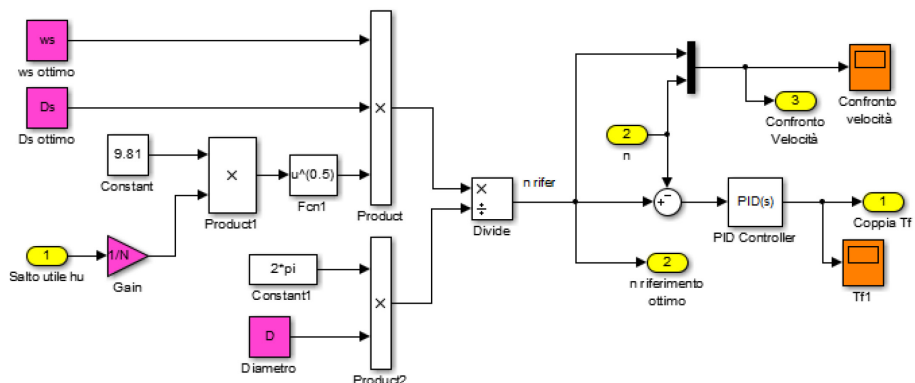 ws
ws ottimo
Ds
Ds ottimo
9.81
Constant
×
Product1
u^(0.5)
Fcn1
×
Product
1
Salto utile hu
1/N
Gain
2*pi
Constant1
D
Diametro
×
Product2
×
÷
Divide
n rifer
2
n
3
Confronto
Velocità
Confronto
velocità
+
−
PID(s)
PID Controller
1
Coppia Tf
2
n riferimento
ottimo
Tf1